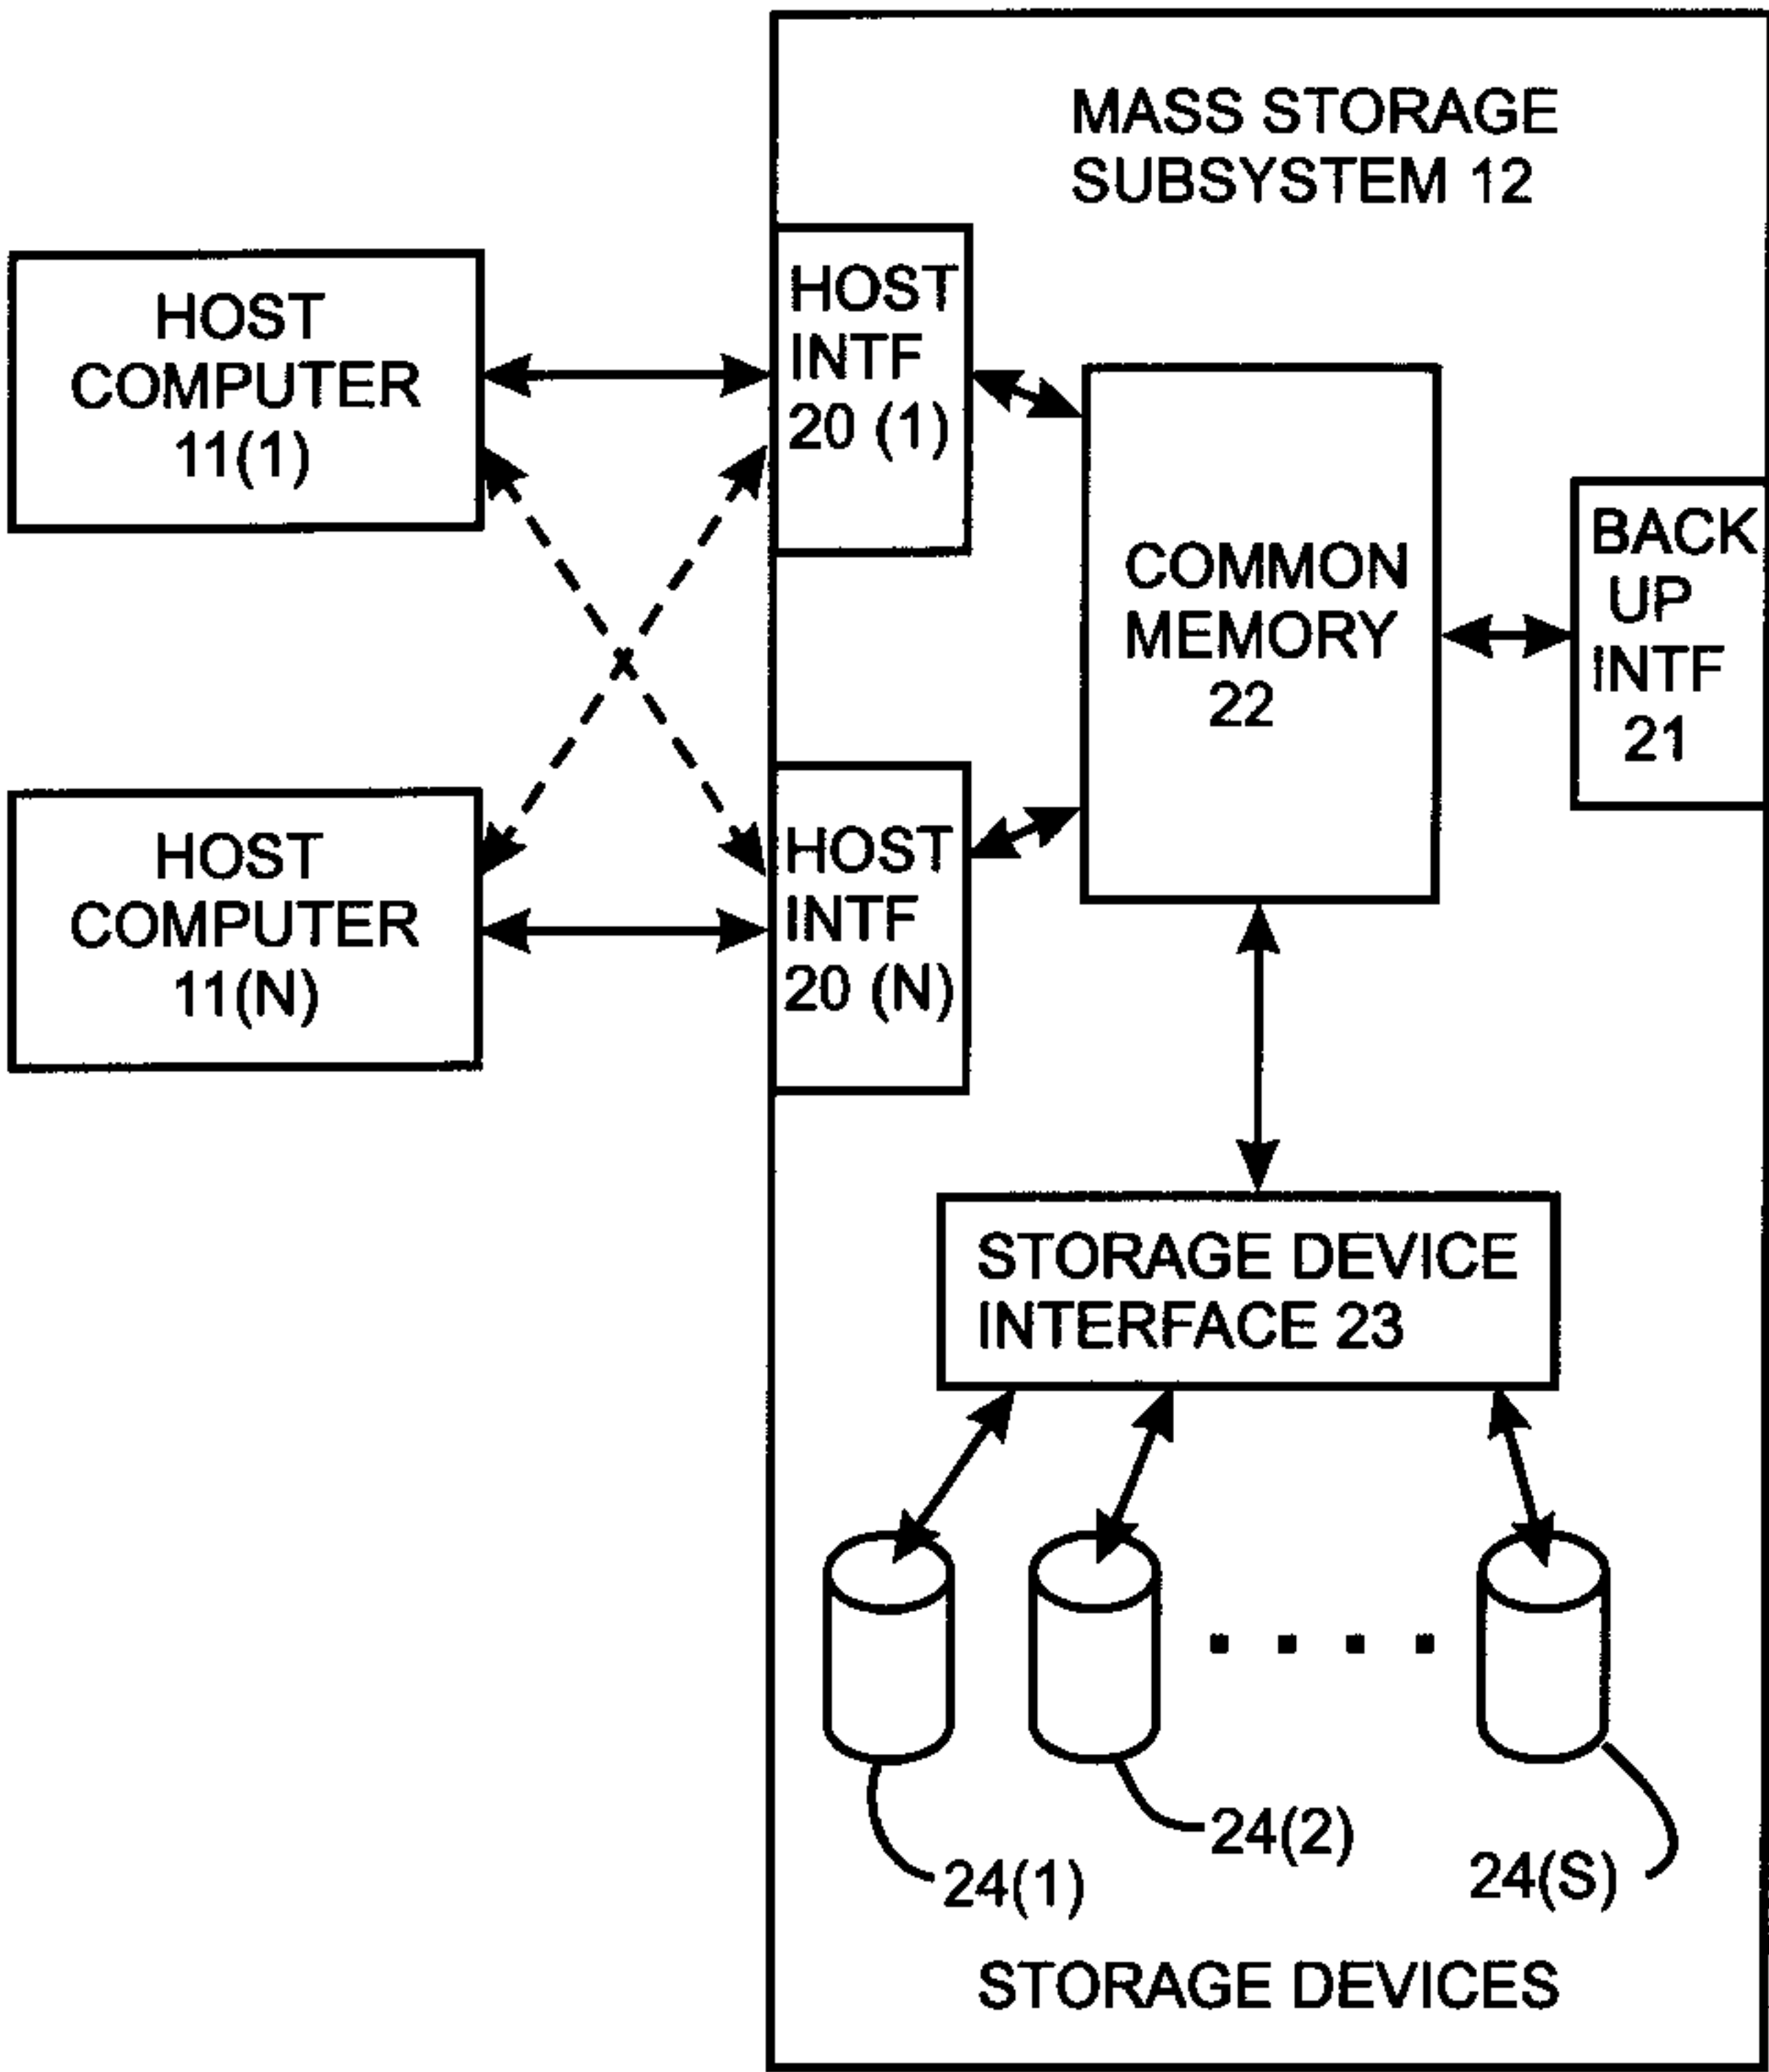 MASS STORAGE
SUBSYSTEM 12
HOST
COMPUTER
11(1)
HOST
INTF
20 (1)
COMMON
MEMORY
22
BACK
UP
INTF
21
HOST
COMPUTER
11(N)
HOST
INTF
20 (N)
STORAGE DEVICE
INTERFACE 23
24(1)
24(2)
24(S)
STORAGE DEVICES